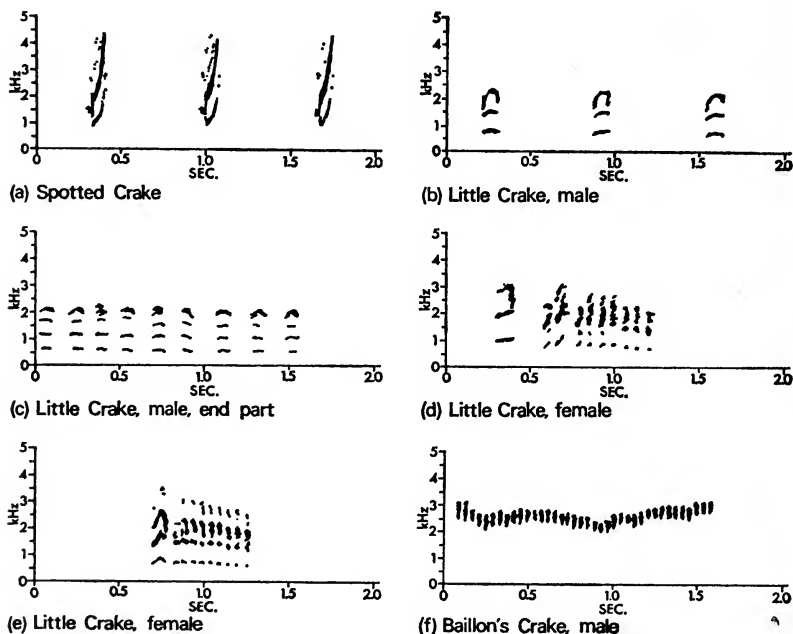 5
4
3
kHz
2
1
0
0 0.5 1.0 1.5 2.0
SEC.
(a) Spotted Crake
5
4
3
kHz
2
1
0
0 0.5 1.0 1.5 2.0
SEC.
(b) Little Crake, male
5
4
3
kHz
2
1
0
0 0.5 1.0 1.5 2.0
SEC.
(c) Little Crake, male, end part
5
4
3
kHz
2
1
0
0 0.5 1.0 1.5 2.0
SEC.
(d) Little Crake, female
5
4
3
kHz
2
1
0
0 0.5 1.0 1.5 2.0
SEC.
(e) Little Crake, female
5
4
3
kHz
2
1
0
0 0.5 1.0 1.5 2.0
SEC.
(f) Baillon's Crake, male